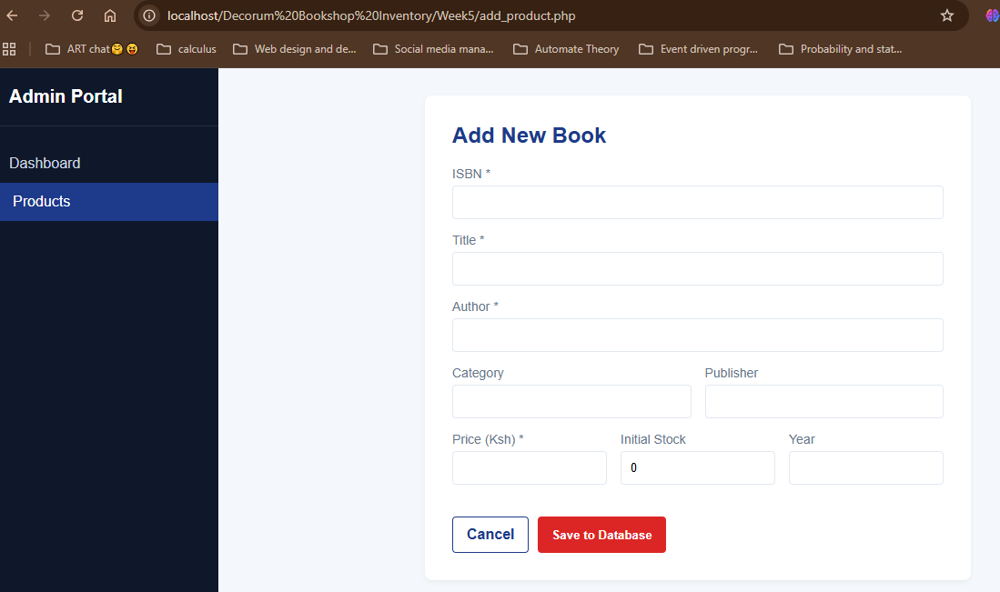 localhost/Decorum%20Bookshop%20Inventory/Week5/add_product.php
ART chat🤗😝 calculus Web design and de... Social media mana... Automate Theory Event driven progr... Probability and stat...
Admin Portal
Dashboard
Products
Add New Book
ISBN *
Title *
Author *
Category Publisher
Price (Ksh) * Initial Stock Year
0
Cancel Save to Database